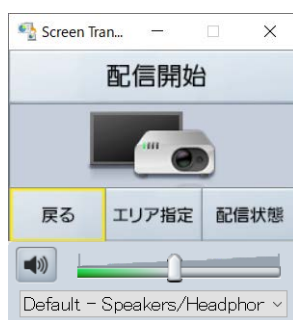 Screen Tran...
配信開始
戻る エリア指定 配信状態
Default - Speakers/Headphor